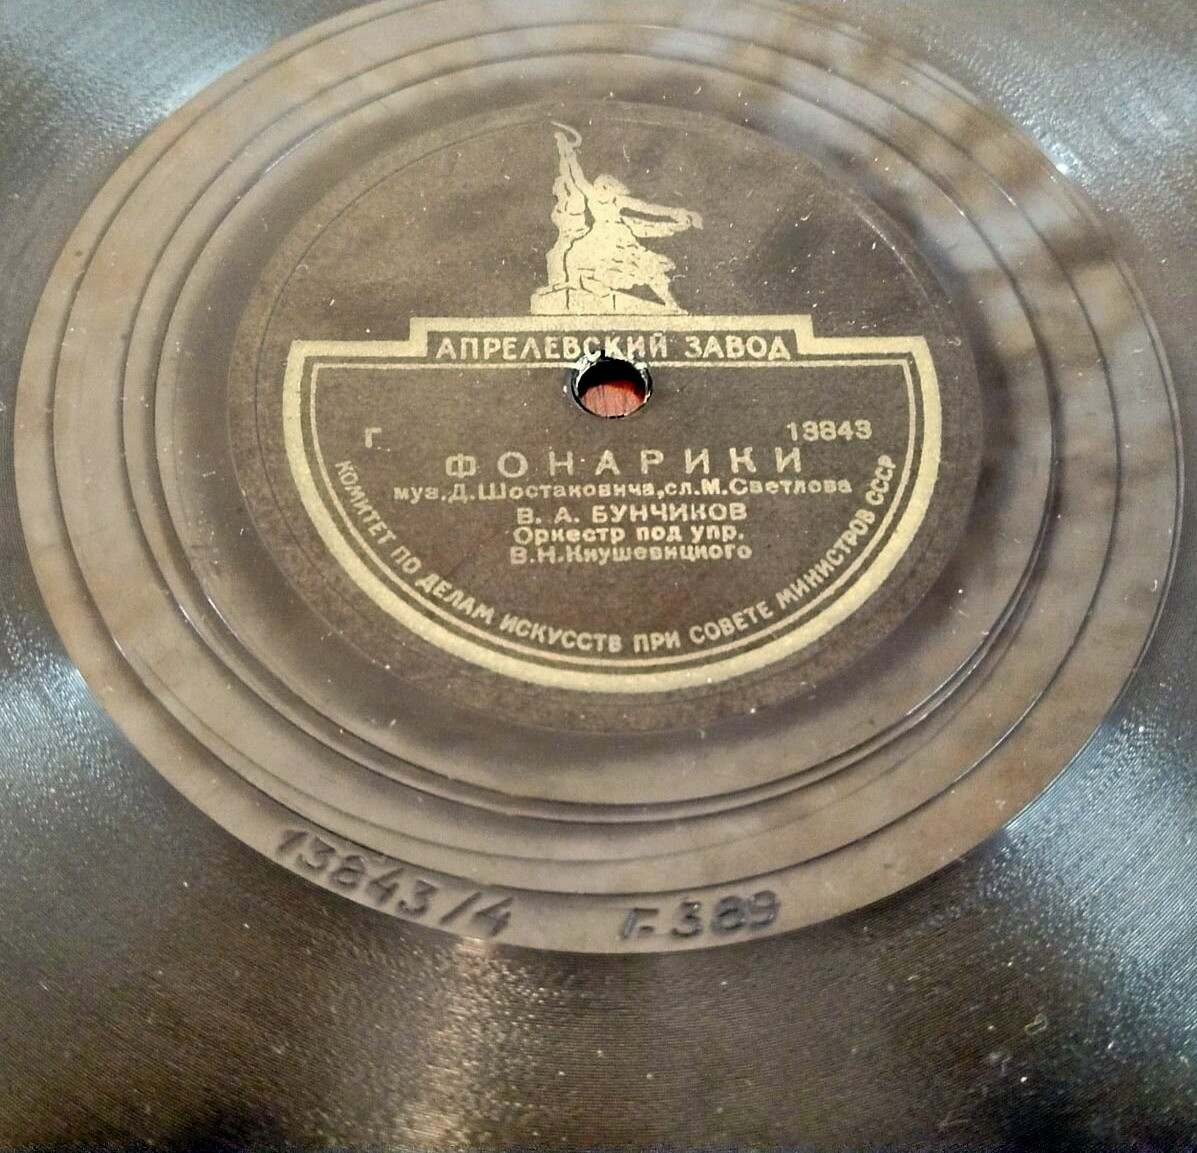 АПРЕЛЕВСКИЙ ЗАВОД
Г 13843
ФОНАРИКИ
муз.Д.Шостаковича,сл.М.Светлова
В. А. БУНЧИКОВ
Оркестр под упр.
В.Н.Кнушевицкого
КОМИТЕТ ПО ДЕЛАМ ИСКУССТВ ПРИ СОВЕТЕ МИНИСТРОВ СССР
13843/4 Г.389